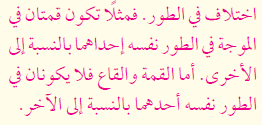 اختلاف في الطور. فمثلًا تكون قمتان في
الموجة في الطور نفسه إحداهما بالنسبة إلى
الأخرى. أما القمة والقاع فلا يكونان في
الطور نفسه أحدهما بالنسبة إلى الآخر.